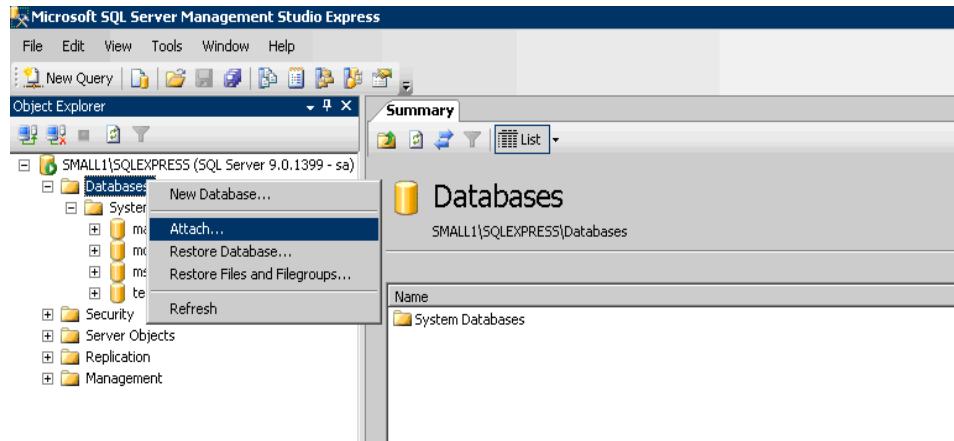 Microsoft SQL Server Management Studio Express
File Edit View Tools Window Help
New Query
Object Explorer
Summary
List
SMALL1\SQLEXPRESS (SQL Server 9.0.1399 - sa)
Databases
New Database...
Attach...
Restore Database...
Restore Files and Filegroups...
Refresh
Security
Server Objects
Replication
Management
Databases
SMALL1\SQLEXPRESS\Databases
Name
System Databases